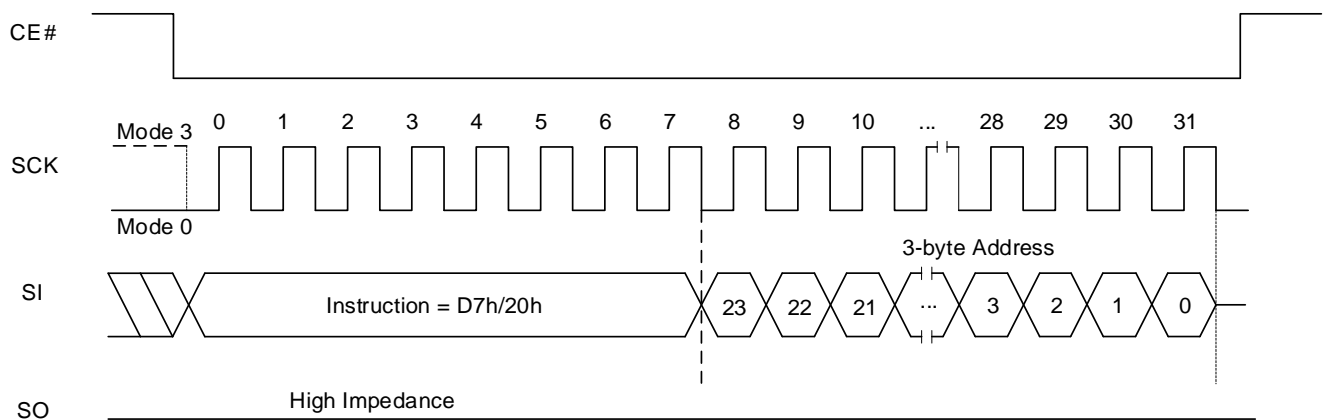 CE#
0 1 2 3 4 5 6 7 8 9 10 ... 28 29 30 31
Mode 3
SCK
Mode 0
3-byte Address
SI
Instruction = D7h/20h 23 22 21 ... 3 2 1 0
High Impedance
SO